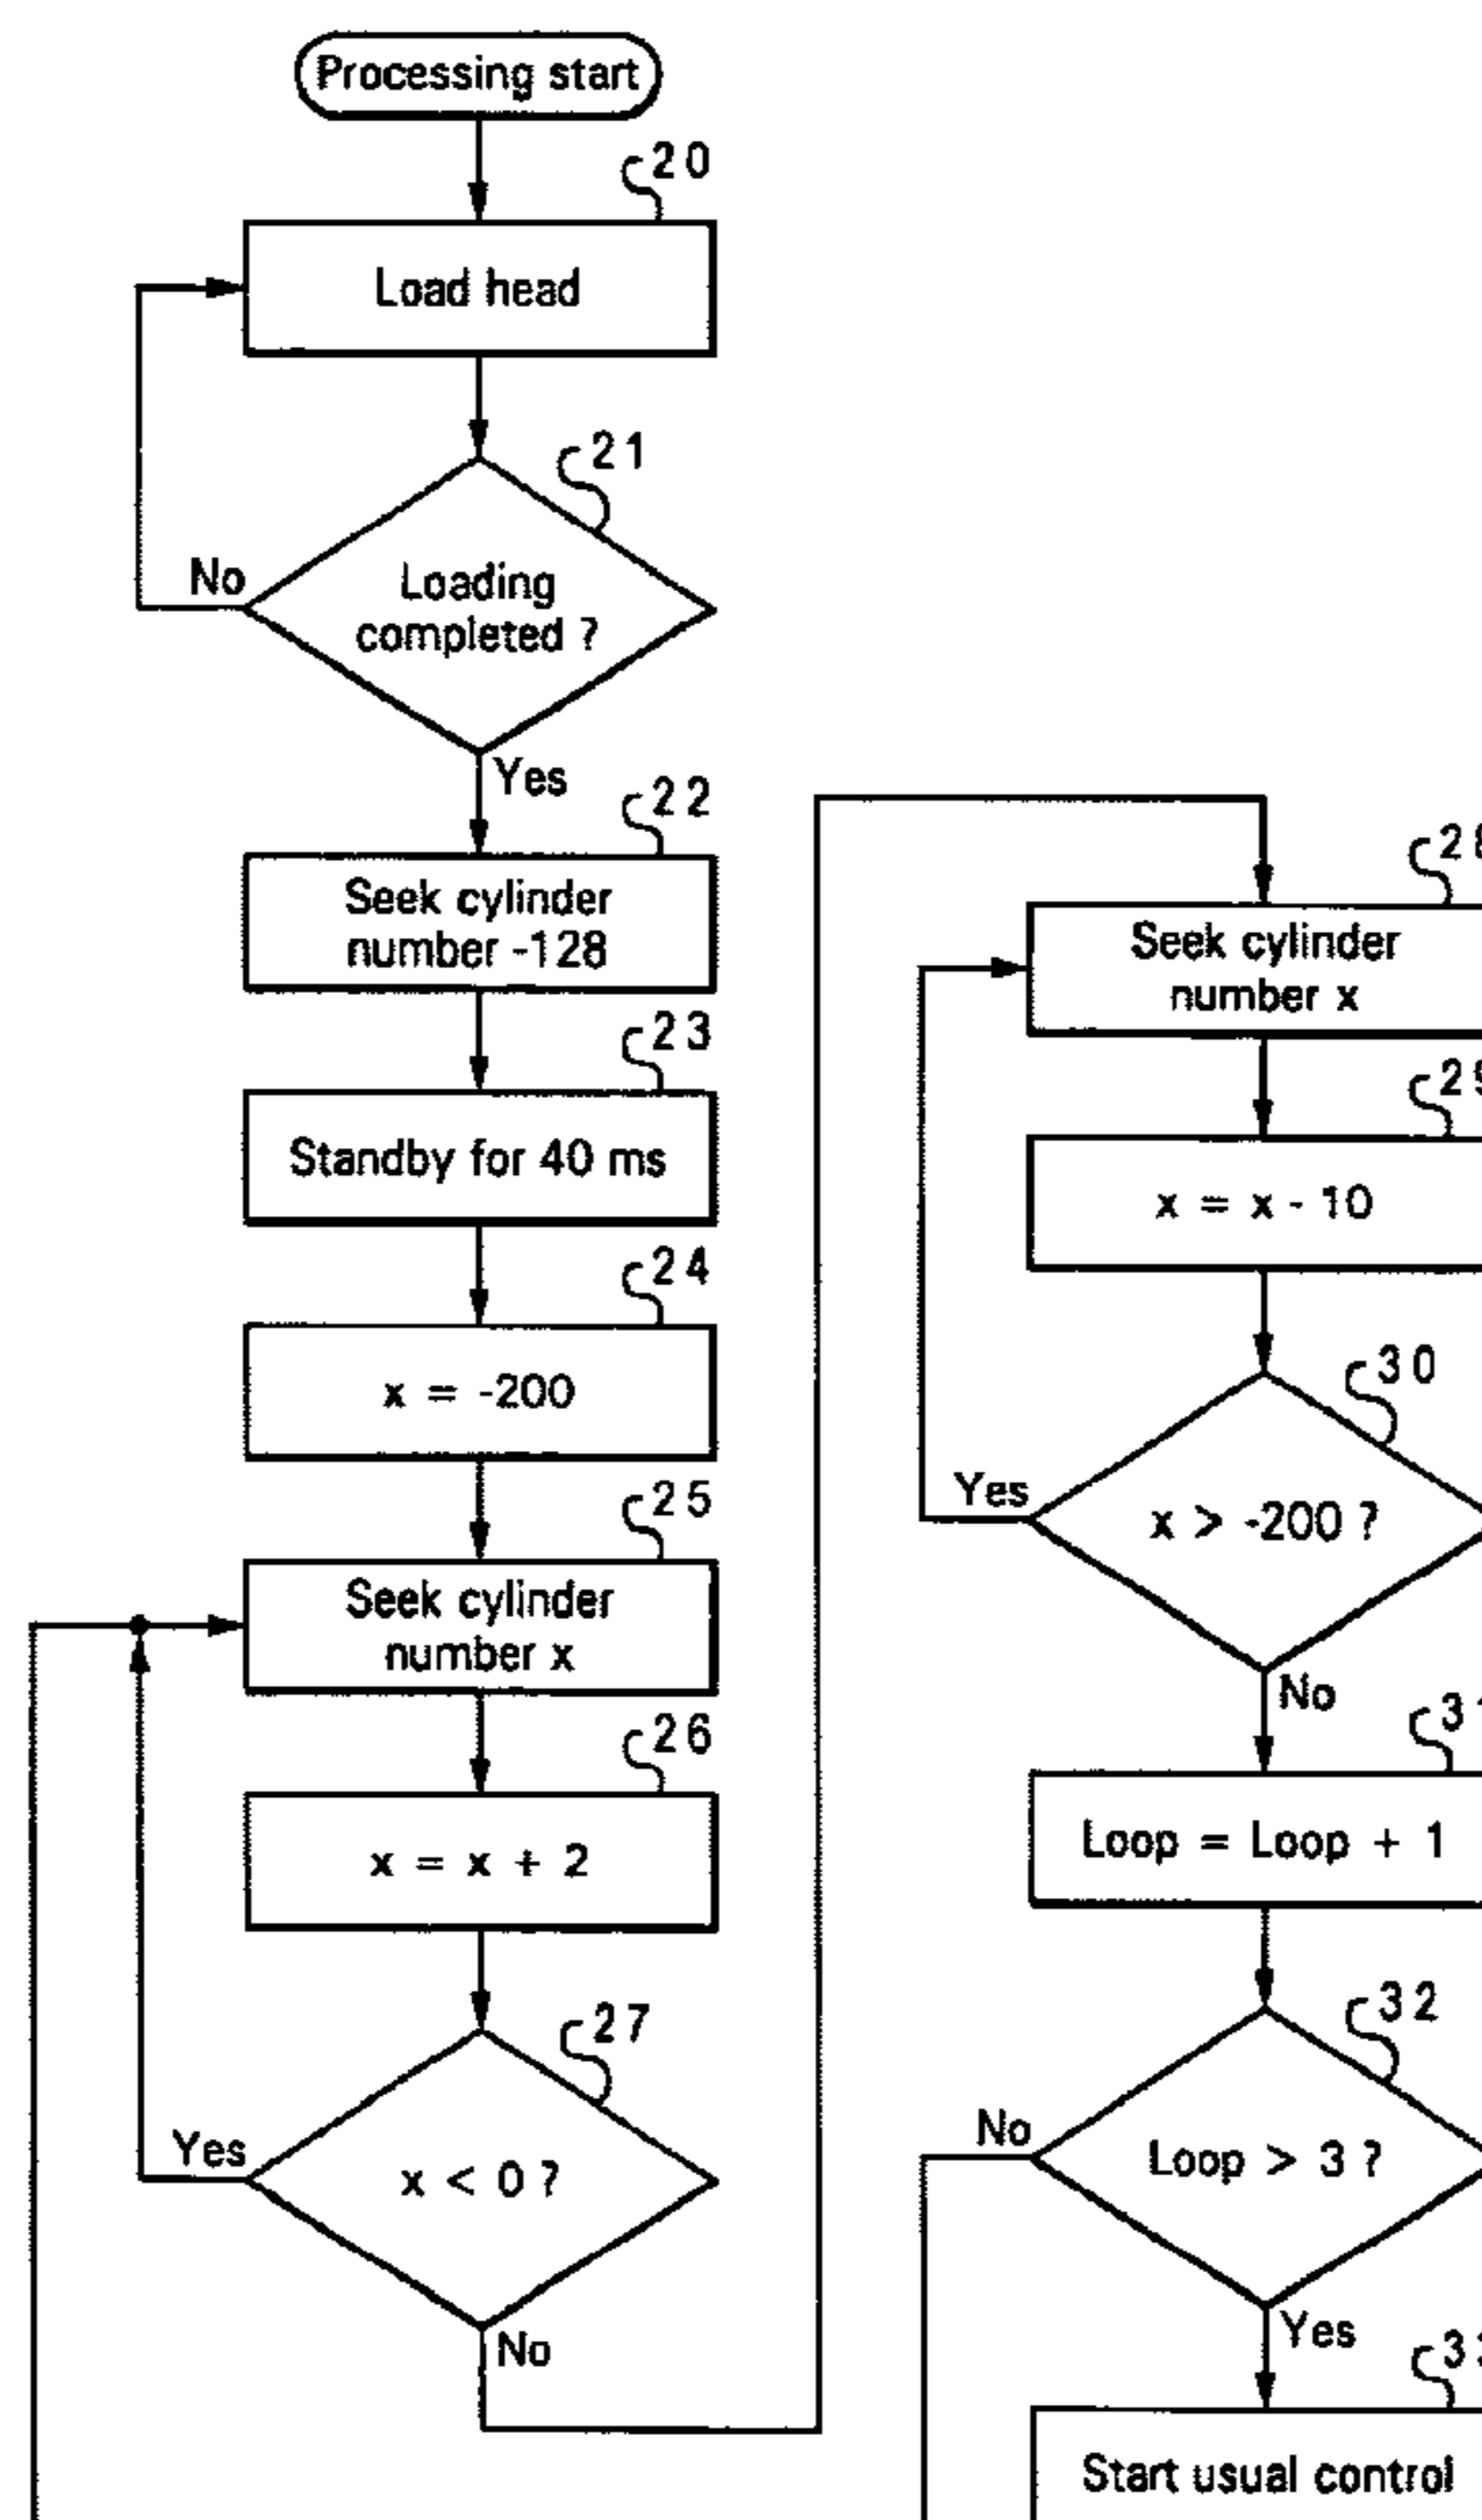 Processing start
20
Load head
21
No
Loading
completed ?
Yes
22
Seek cylinder
number -128
23
Standby for 40 ms
24
x = -200
25
Seek cylinder
number x
26
x = x + 2
27
Yes
x < 0 ?
No
Seek cylinder
number x
x = x - 10
30
Yes
x > -200 ?
No
Loop = Loop + 1
32
No
Loop > 3 ?
Yes
Start usual control